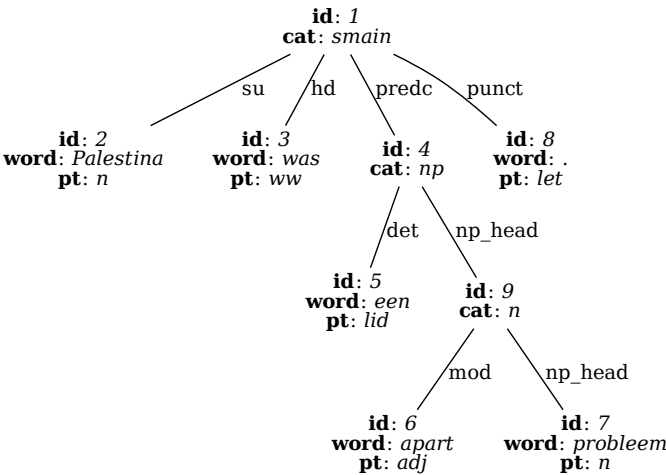 id: 1
cat: smain
su
hd
predc
punct
id: 2
word: Palestina
pt: n
id: 3
word: was
pt: ww
id: 4
cat: np
id: 8
word: .
pt: let
det
np_head
id: 5
word: een
pt: lid
id: 9
cat: n
mod
np_head
id: 6
word: apart
pt: adj
id: 7
word: probleem
pt: n